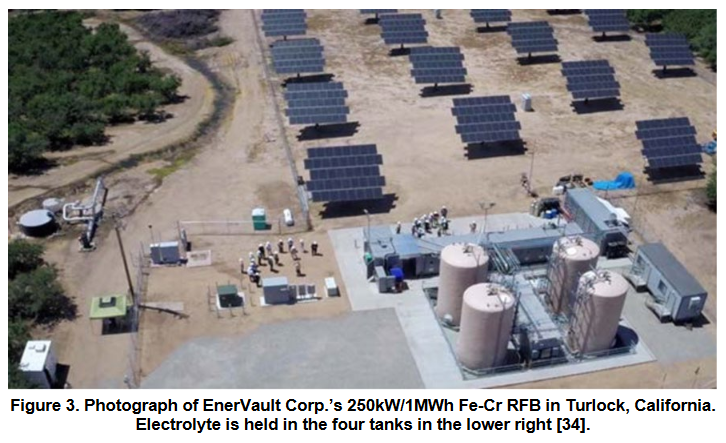 Figure 3. Photograph of EnerVault Corp.’s 250kW/1MWh Fe-Cr RFB in Turlock, California.
Electrolyte is held in the four tanks in the lower right [34].